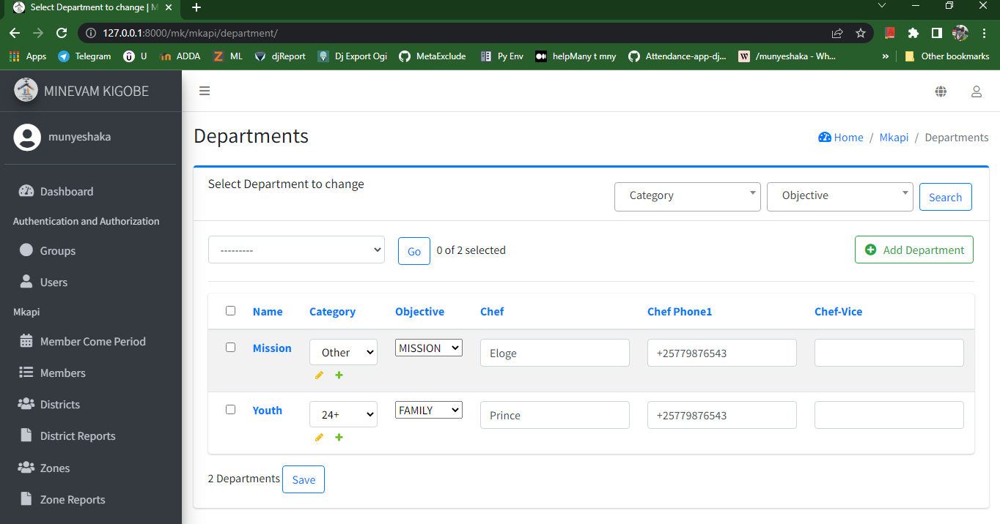 Select Department to change | M
127.0.0.1:8000/mk/mkapi/department/
Apps Telegram U ADDA ML djReport Dj Export Ogi MetaExclude Py Env helpMany t mny Attendance-app-dj... /munyeshaka - Wh... » Other bookmarks
MINEVAM KIGOBE
munyeshaka
Dashboard
Authentication and Authorization
Groups
Users
Mkapi
Member Come Period
Members
Districts
District Reports
Zones
Zone Reports
Departments
Home / Mkapi / Departments
Select Department to change
Category Objective Search
--------- Go 0 of 2 selected Add Department
Name Category Objective Chef Chef Phone1 Chef-Vice
Mission Other MISSION Eloge +25779876543
Youth 24+ FAMILY Prince +25779876543
2 Departments Save